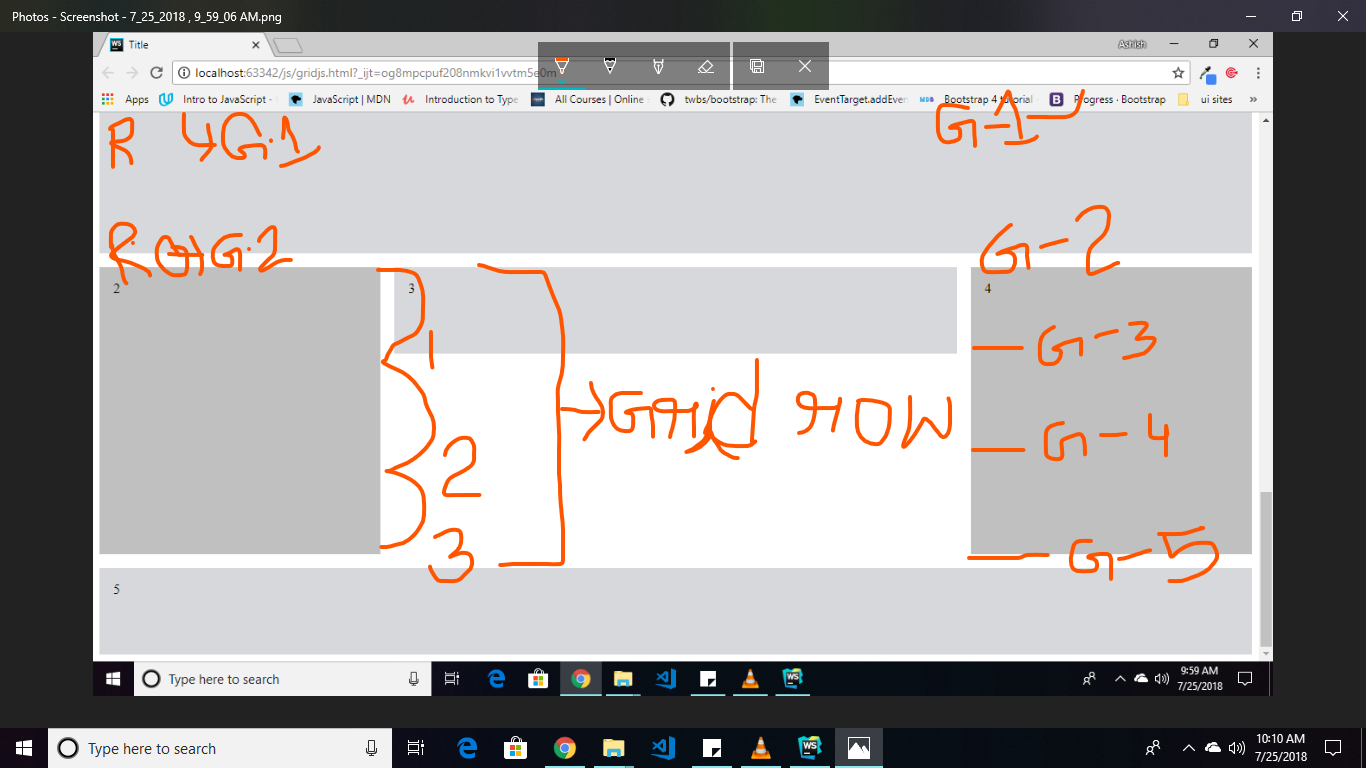 Photos - Screenshot - 7_25_2018 , 9_59_06 AM.png
Title
Ashish
localhost:63342/js/gridjs.html?_ijt=og8mpcpuf208nmkvi1vvtm5e0m
Apps Intro to JavaScript - JavaScript | MDN Introduction to Type All Courses | Online twbs/bootstrap: The EventTarget.addEven Bootstrap 4 tutorial Progress · Bootstrap ui sites »
R G.1 G-1
R. G.2 G-2
2 3 4
1 G-3
Grid row
2 G-4
3 G-5
5
Type here to search
9:59 AM
7/25/2018
Type here to search
10:10 AM
7/25/2018